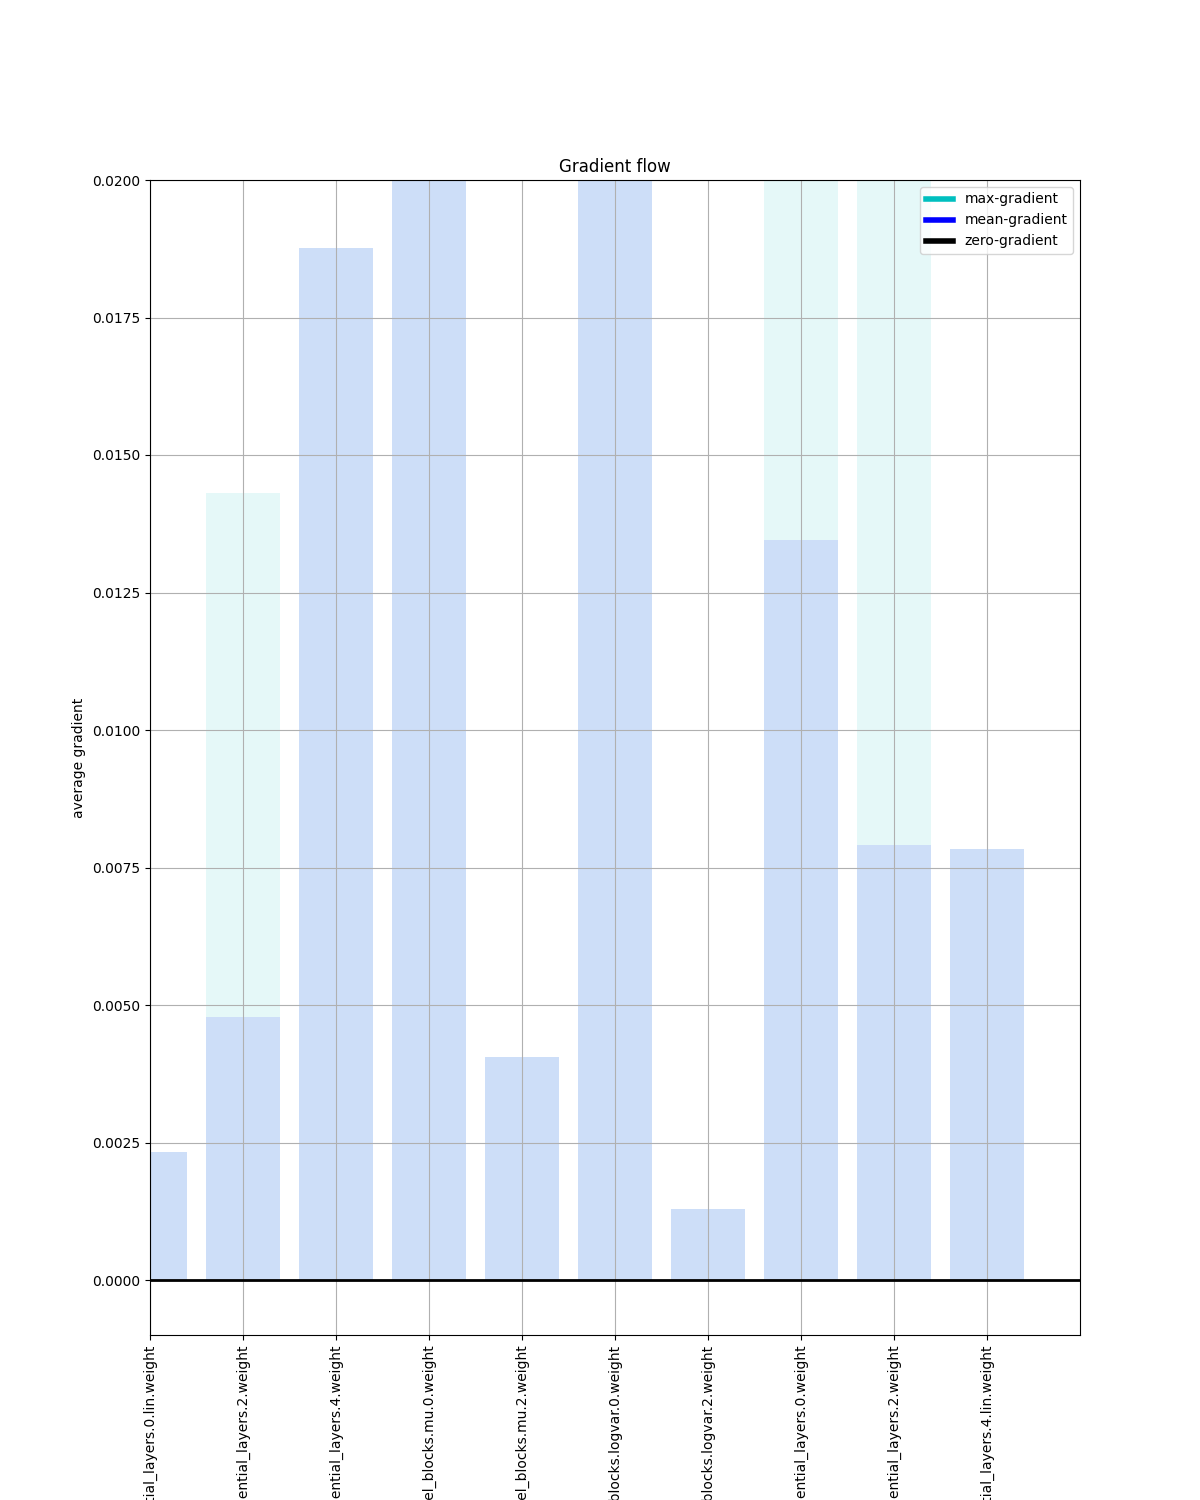 Gradient flow
max-gradient
mean-gradient
zero-gradient
0.0200
0.0175
0.0150
0.0125
0.0100
0.0075
0.0050
0.0025
0.0000
average gradient
tial_layers.0.lin.weight
ential_layers.2.weight
ential_layers.4.weight
el_blocks.mu.0.weight
el_blocks.mu.2.weight
blocks.logvar.0.weight
blocks.logvar.2.weight
ential_layers.0.weight
ential_layers.2.weight
tial_layers.4.lin.weight